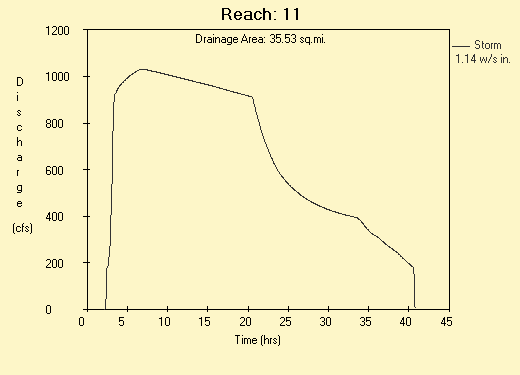 Reach: 11
1200
Drainage Area: 35.53 sq.mi.
Storm
1.14 w/s in.
1000
800
600
400
200
0
Discharge
(cfs)
0 5 10 15 20 25 30 35 40 45
Time (hrs)